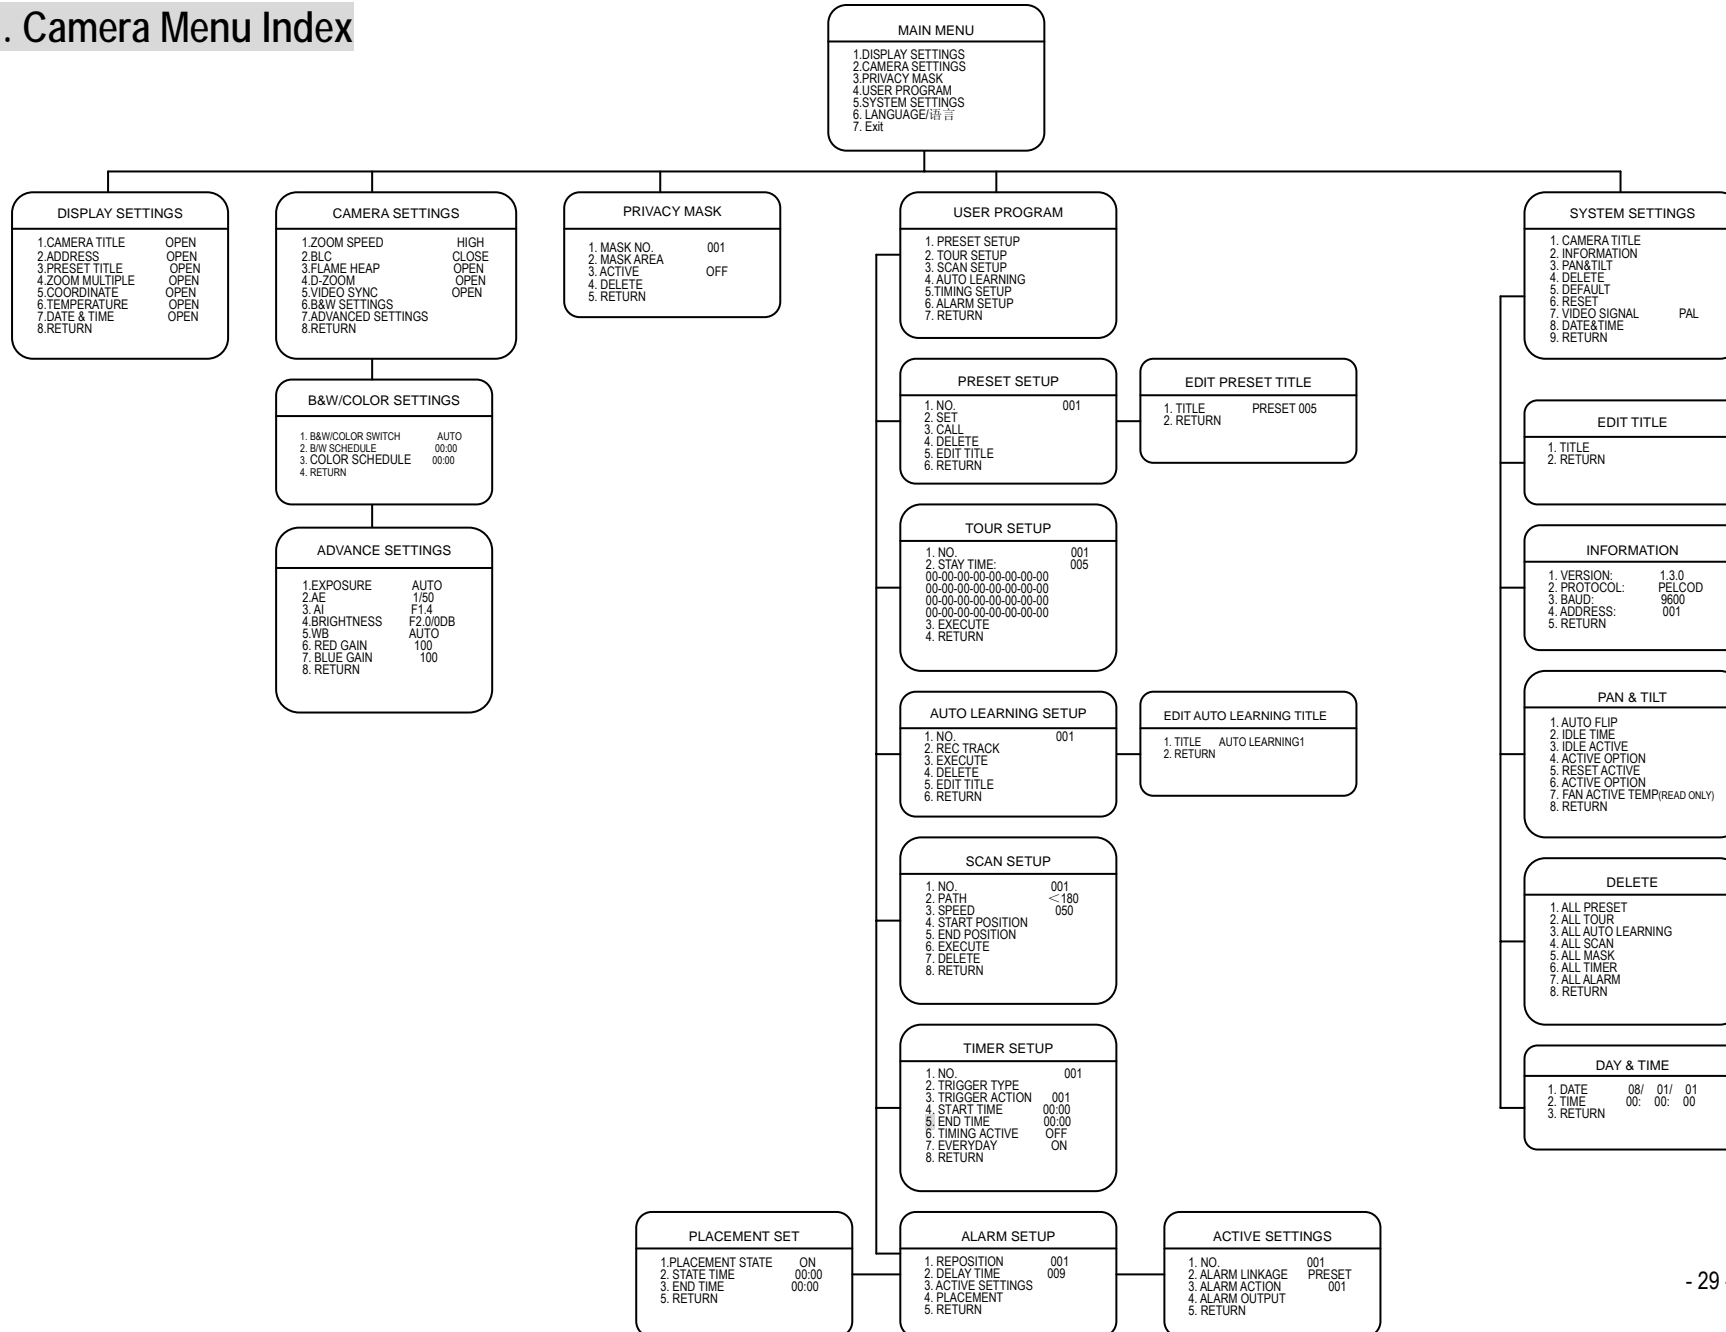 . Camera Menu Index
MAIN MENU
1.DISPLAY SETTINGS
2.CAMERA SETTINGS
3.PRIVACY MASK
4.USER PROGRAM
5.SYSTEM SETTINGS
6. LANGUAGE/语言
7. Exit
DISPLAY SETTINGS
1.CAMERA TITLE OPEN
2.ADDRESS OPEN
3.PRESET TITLE OPEN
4.ZOOM MULTIPLE OPEN
5.COORDINATE OPEN
6.TEMPERATURE OPEN
7.DATE & TIME OPEN
8.RETURN
CAMERA SETTINGS
1.ZOOM SPEED HIGH
2.BLC CLOSE
3.FLAME HEAP OPEN
4.D-ZOOM OPEN
5.VIDEO SYNC OPEN
6.B&W SETTINGS
7.ADVANCED SETTINGS
8.RETURN
B&W/COLOR SETTINGS
1. B&W/COLOR SWITCH AUTO
2. B/W SCHEDULE 00:00
3. COLOR SCHEDULE 00:00
4. RETURN
ADVANCE SETTINGS
1.EXPOSURE AUTO
2.AE 1/50
3. AI F1.4
4.BRIGHTNESS F2.0/0DB
5.WB AUTO
6. RED GAIN 100
7. BLUE GAIN 100
8. RETURN
PRIVACY MASK
1. MASK NO. 001
2. MASK AREA
3. ACTIVE OFF
4. DELETE
5. RETURN
USER PROGRAM
1. PRESET SETUP
2. TOUR SETUP
3. SCAN SETUP
4. AUTO LEARNING
5.TIMING SETUP
6. ALARM SETUP
7. RETURN
PRESET SETUP
1. NO. 001
2. SET
3. CALL
4. DELETE
5. EDIT TITLE
6. RETURN
EDIT PRESET TITLE
1. TITLE PRESET 005
2. RETURN
TOUR SETUP
1. NO. 001
2. STAY TIME: 005
00-00-00-00-00-00-00-00
00-00-00-00-00-00-00-00
00-00-00-00-00-00-00-00
00-00-00-00-00-00-00-00
3. EXECUTE
4. RETURN
AUTO LEARNING SETUP
1. NO. 001
2. REC TRACK
3. EXECUTE
4. DELETE
5. EDIT TITLE
6. RETURN
EDIT AUTO LEARNING TITLE
1. TITLE AUTO LEARNING1
2. RETURN
SCAN SETUP
1. NO. 001
2. PATH ＜180
3. SPEED 050
4. START POSITION
5. END POSITION
6. EXECUTE
7. DELETE
8. RETURN
TIMER SETUP
1. NO. 001
2. TRIGGER TYPE
3. TRIGGER ACTION 001
4. START TIME 00:00
5. END TIME 00:00
6. TIMING ACTIVE OFF
7. EVERYDAY ON
8. RETURN
PLACEMENT SET
1.PLACEMENT STATE ON
2. STATE TIME 00:00
3. END TIME 00:00
5. RETURN
ALARM SETUP
1. REPOSITION 001
2. DELAY TIME 009
3. ACTIVE SETTINGS
4. PLACEMENT
5. RETURN
ACTIVE SETTINGS
1. NO. 001
2. ALARM LINKAGE PRESET
3. ALARM ACTION 001
4. ALARM OUTPUT
5. RETURN
SYSTEM SETTINGS
1. CAMERA TITLE
2. INFORMATION
3. PAN&TILT
4. DELETE
5. DEFAULT
6. RESET
7. VIDEO SIGNAL PAL
8. DATE&TIME
9. RETURN
EDIT TITLE
1. TITLE
2. RETURN
INFORMATION
1. VERSION: 1.3.0
2. PROTOCOL: PELCOD
3. BAUD: 9600
4. ADDRESS: 001
5. RETURN
PAN & TILT
1. AUTO FLIP
2. IDLE TIME
3. IDLE ACTIVE
4. ACTIVE OPTION
5. RESET ACTIVE
6. ACTIVE OPTION
7. FAN ACTIVE TEMP(READ ONLY)
8. RETURN
DELETE
1. ALL PRESET
2. ALL TOUR
3. ALL AUTO LEARNING
4. ALL SCAN
5. ALL MASK
6. ALL TIMER
7. ALL ALARM
8. RETURN
DAY & TIME
1. DATE 08/ 01/ 01
2. TIME 00: 00: 00
3. RETURN
- 29 -